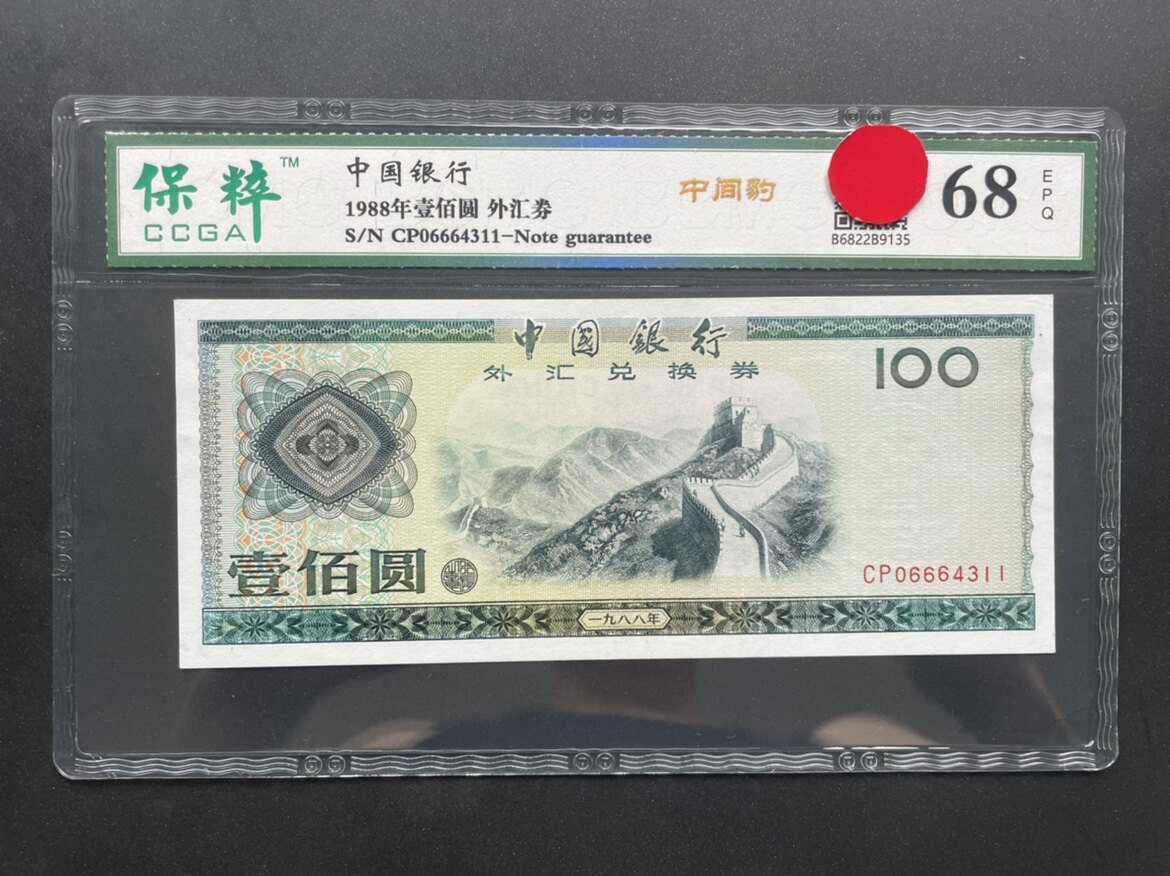 保粹™
CCGA
中国银行
1988年壹佰圆 外汇券
S/N CP06664311-Note guarantee
中间豹
B6822B9135
68
EPQ
中國銀行
外汇兑换券
100
壹佰圆
CP06664311
一九八八年